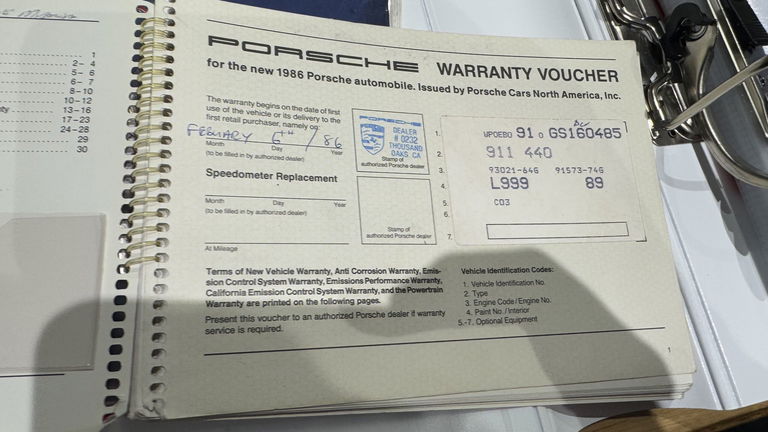 1
2- 4
5- 6
6- 7
8-10
10-12
13-16
17-23
24-28
29
30
PORSCHE WARRANTY VOUCHER
for the new 1986 Porsche automobile. Issued by Porsche Cars North America, Inc.
The warranty begins on the date of first
use of the vehicle or its delivery to the
first retail purchaser, namely on:
FEBUARY 6TH / 86
Month Day Year
(to be filled in by authorized dealer)
Speedometer Replacement
Month Day Year
(to be filled in by authorized dealer)
At Mileage
PORSCHE
DEALER
# 0232
THOUSAND
OAKS CA
Stamp of
authorized Porsche dealer
Stamp of
authorized Porsche dealer
1. WPOEBO 91 0 GS160485
2. 911 440
3. 93021-64G 91573-74G
4. L999 89
5. C03
6.
7.
Terms of New Vehicle Warranty, Anti Corrosion Warranty, Emis-
sion Control System Warranty, Emissions Performance Warranty,
California Emission Control System Warranty, and the Powertrain
Warranty are printed on the following pages.
Present this voucher to an authorized Porsche dealer if warranty
service is required.
Vehicle Identification Codes:
1. Vehicle Identification No.
2. Type
3. Engine Code / Engine No.
4. Paint No. / Interior
5.-7. Optional Equipment
1